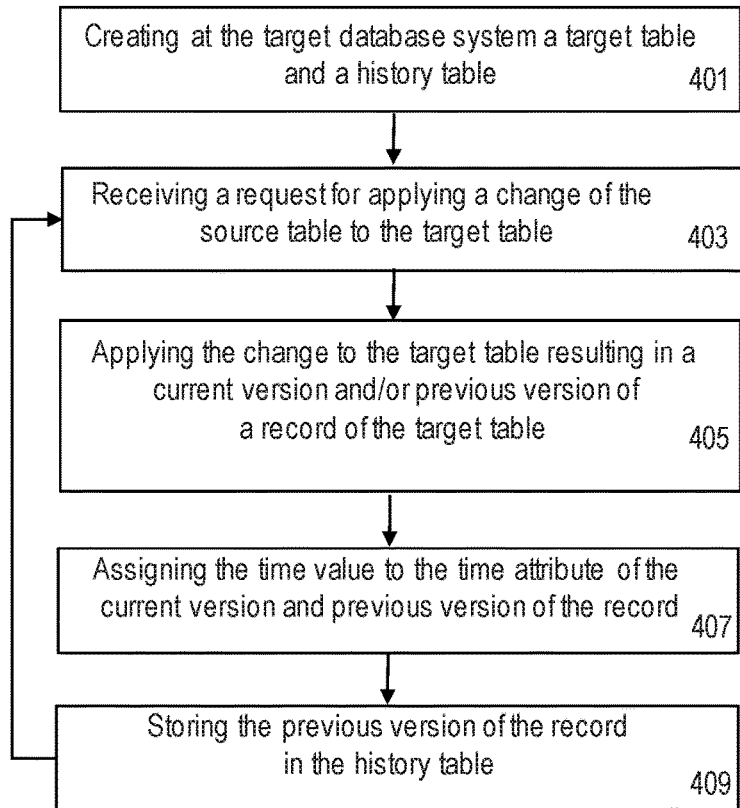 Creating at the target database system a target table
and a history table
401
Receiving a request for applying a change of the
source table to the target table
403
Applying the change to the target table resulting in a
current version and/or previous version of
a record of the target table
405
Assigning the time value to the time attribute of the
current version and previous version of the record
407
Storing the previous version of the record
in the history table
409